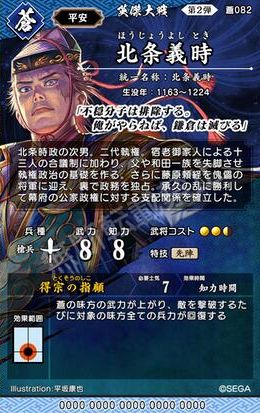 蒼
平安
英傑大戦
第2弾
蒼082
ほうじょうよしとき
北条義時
統一名称：北条義時
生没年：1163～1224
「不穏分子は排除する。
俺がやらねば、鎌倉は滅びる」
北条時政の次男。二代執権。宿老御家人による十
三人の合議制に加わり、父や和田一族を失脚させ
執権政治の基礎を作る。さらに藤原頼経を傀儡の
将軍に迎え、裏で政務を独占。承久の乱に勝利し
て幕府の公家政権に対する支配関係を確立した。
兵種 武力 知力 武将コスト
槍兵 8 8 特技 先陣
とくそうのしこ
得宗の指顧
必要士気 7
効果時間 知力時間
効果範囲
蒼の味方の武力が上がり、敵を撃破するた
びに対象の味方全ての兵力が回復する
Illustration:平坂康也
©SEGA
0000-0000-0000-0000-0000